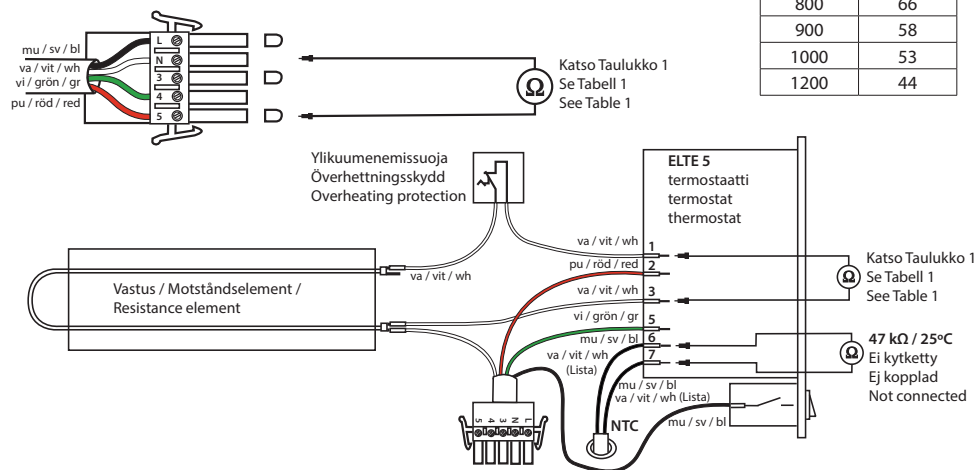 800 66
900 58
1000 53
1200 44
mu / sv / bl
va / vit / wh
vi / grön / gr
pu / röd / red
L
N
3
4
5
Ω
Katso Taulukko 1
Se Tabell 1
See Table 1
Ylikuumenemissuoja
Överhettningsskydd
Overheating protection
ELTE 5
termostaatti
termostat
thermostat
va / vit / wh
1
pu / röd / red
2
va / vit / wh
3
vi / grön / gr
5
mu / sv / bl
6
va / vit / wh
(Lista)
7
va / vit / wh
Vastus / Motståndselement /
Resistance element
Ω
Katso Taulukko 1
Se Tabell 1
See Table 1
Ω
47 kΩ / 25ºC
Ei kytketty
Ej kopplad
Not connected
mu / sv / bl
va / vit / wh (Lista)
NTC
mu / sv / bl
5 4 3 N L